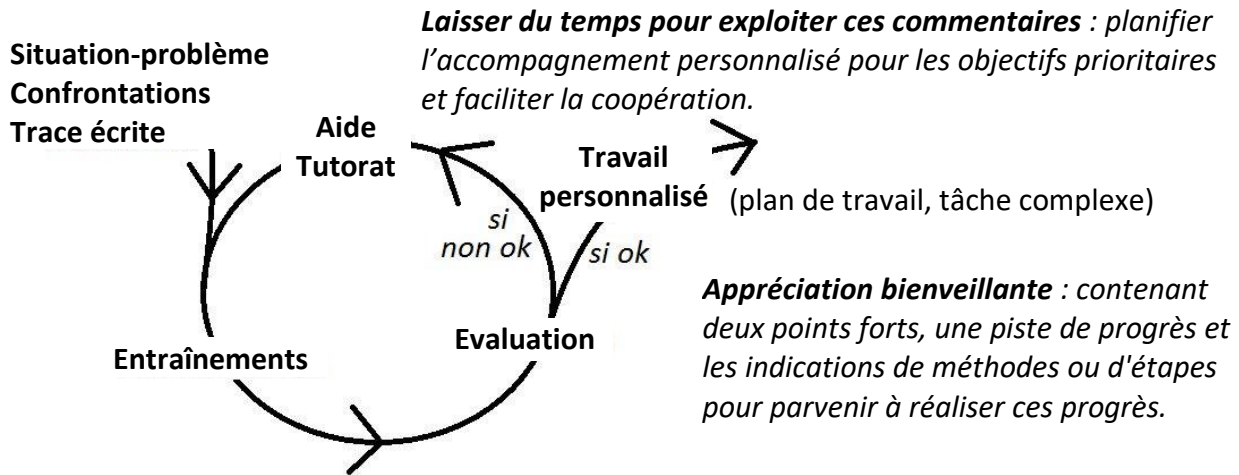 Laisser du temps pour exploiter ces commentaires : planifier
l’accompagnement personnalisé pour les objectifs prioritaires
et faciliter la coopération.
Situation-problème
Confrontations
Trace écrite
Aide
Tutorat
Travail
personnalisé
(plan de travail, tâche complexe)
si
non ok
si ok
Appréciation bienveillante : contenant
deux points forts, une piste de progrès et
les indications de méthodes ou d'étapes
pour parvenir à réaliser ces progrès.
Evaluation
Entraînements